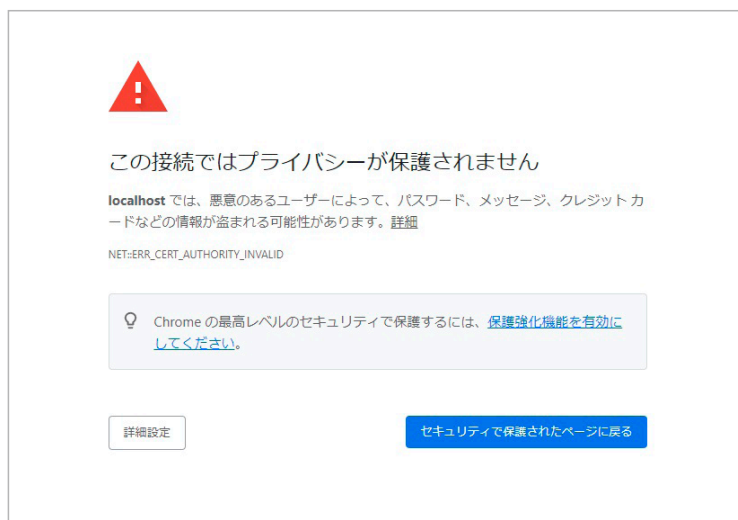 この接続ではプライバシーが保護されません
localhost では、悪意のあるユーザーによって、パスワード、メッセージ、クレジット カ
ードなどの情報が盗まれる可能性があります。詳細
NET::ERR_CERT_AUTHORITY_INVALID
Chrome の最高レベルのセキュリティで保護するには、保護強化機能を有効に
してください。
詳細設定
セキュリティで保護されたページに戻る